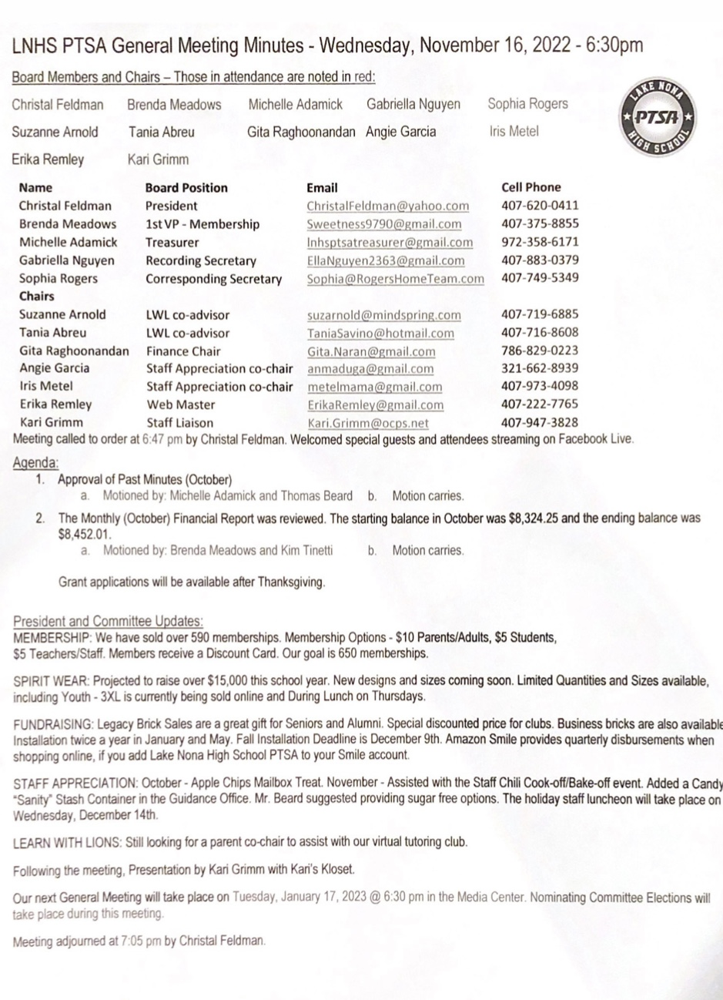 LNHS PTSA General Meeting Minutes - Wednesday, November 16, 2022 - 6:30pm
Board Members and Chairs – Those in attendance are noted in red:
Christal Feldman Brenda Meadows Michelle Adamick Gabriella Nguyen Sophia Rogers
Suzanne Arnold Tania Abreu Gita Raghoonandan Angie Garcia Iris Metel
Erika Remley Kari Grimm
LAKE NONA
★PTSA★
HIGH SCHOOL
Name Board Position Email Cell Phone
Christal Feldman President ChristalFeldman@yahoo.com 407-620-0411
Brenda Meadows 1st VP - Membership Sweetness9790@gmail.com 407-375-8855
Michelle Adamick Treasurer lnhsptsatreasurer@gmail.com 972-358-6171
Gabriella Nguyen Recording Secretary EllaNguyen2363@gmail.com 407-883-0379
Sophia Rogers Corresponding Secretary Sophia@RogersHomeTeam.com 407-749-5349
Chairs
Suzanne Arnold LWL co-advisor suzarnold@mindspring.com 407-719-6885
Tania Abreu LWL co-advisor TaniaSavino@hotmail.com 407-716-8608
Gita Raghoonandan Finance Chair Gita.Naran@gmail.com 786-829-0223
Angie Garcia Staff Appreciation co-chair anmaduga@gmail.com 321-662-8939
Iris Metel Staff Appreciation co-chair metelmama@gmail.com 407-973-4098
Erika Remley Web Master ErikaRemley@gmail.com 407-222-7765
Kari Grimm Staff Liaison Kari.Grimm@ocps.net 407-947-3828
Meeting called to order at 6:47 pm by Christal Feldman. Welcomed special guests and attendees streaming on Facebook Live.
Agenda:
1. Approval of Past Minutes (October)
a. Motioned by: Michelle Adamick and Thomas Beard b. Motion carries.
2. The Monthly (October) Financial Report was reviewed. The starting balance in October was $8,324.25 and the ending balance was
$8,452.01.
a. Motioned by: Brenda Meadows and Kim Tinetti b. Motion carries.
Grant applications will be available after Thanksgiving.
President and Committee Updates:
MEMBERSHIP: We have sold over 590 memberships. Membership Options - $10 Parents/Adults, $5 Students,
$5 Teachers/Staff. Members receive a Discount Card. Our goal is 650 memberships.
SPIRIT WEAR: Projected to raise over $15,000 this school year. New designs and sizes coming soon. Limited Quantities and Sizes available,
including Youth - 3XL is currently being sold online and During Lunch on Thursdays.
FUNDRAISING: Legacy Brick Sales are a great gift for Seniors and Alumni. Special discounted price for clubs. Business bricks are also available
Installation twice a year in January and May. Fall Installation Deadline is December 9th. Amazon Smile provides quarterly disbursements when
shopping online, if you add Lake Nona High School PTSA to your Smile account.
STAFF APPRECIATION: October - Apple Chips Mailbox Treat. November - Assisted with the Staff Chili Cook-off/Bake-off event. Added a Candy
"Sanity" Stash Container in the Guidance Office. Mr. Beard suggested providing sugar free options. The holiday staff luncheon will take place on
Wednesday, December 14th.
LEARN WITH LIONS: Still looking for a parent co-chair to assist with our virtual tutoring club.
Following the meeting, Presentation by Kari Grimm with Kari's Kloset.
Our next General Meeting will take place on Tuesday, January 17, 2023 @ 6:30 pm in the Media Center. Nominating Committee Elections will
take place during this meeting.
Meeting adjourned at 7:05 pm by Christal Feldman.